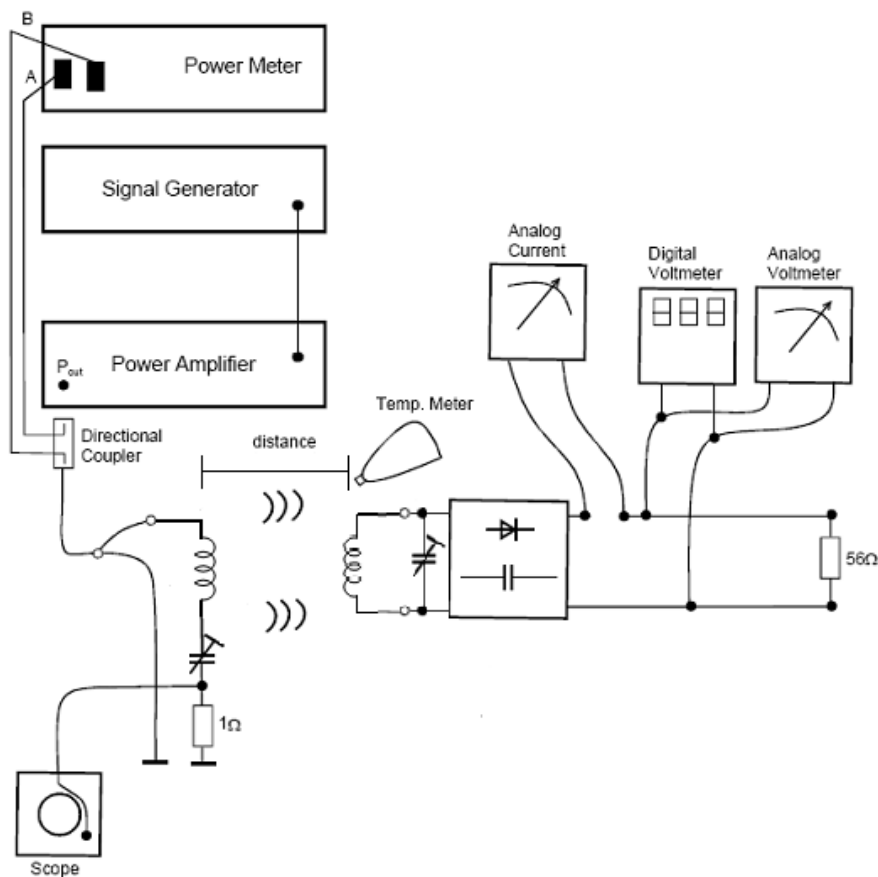 B
Power Meter
A
Signal Generator
Analog
Current
Digital
Voltmeter
Analog
Voltmeter
Power Amplifier
Pout
Temp. Meter
Directional
Coupler
distance
56Ω
1Ω
Scope